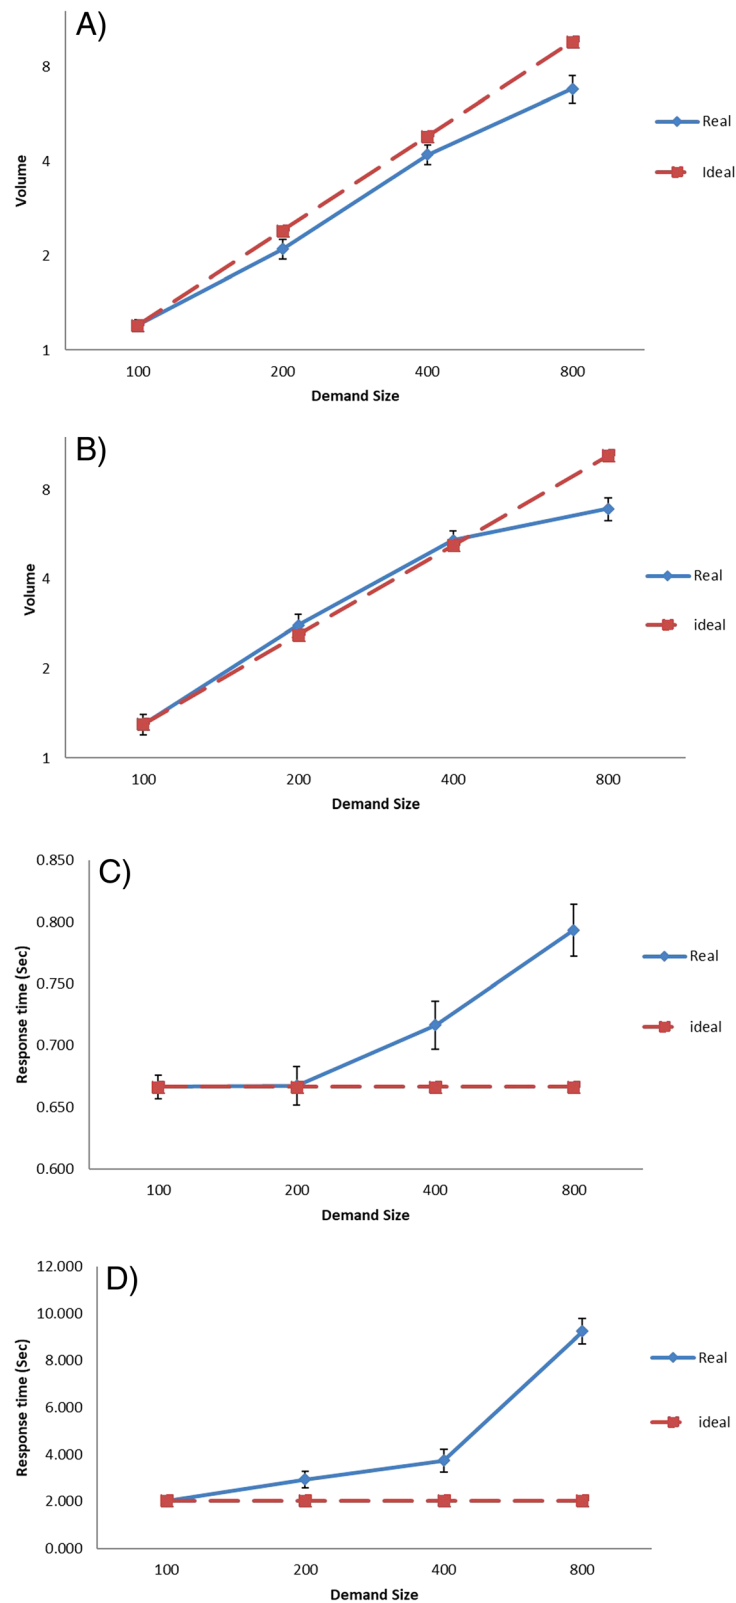 A)
8
4
2
1
Volume
100 200 400 800
Demand Size
Real
Ideal
B)
8
4
2
1
Volume
100 200 400 800
Demand Size
Real
ideal
C)
0.850
0.800
0.750
0.700
0.650
0.600
Response time (Sec)
100 200 400 800
Demand Size
Real
ideal
D)
12.000
10.000
8.000
6.000
4.000
2.000
0.000
Response time (Sec)
100 200 400 800
Demand Size
Real
ideal